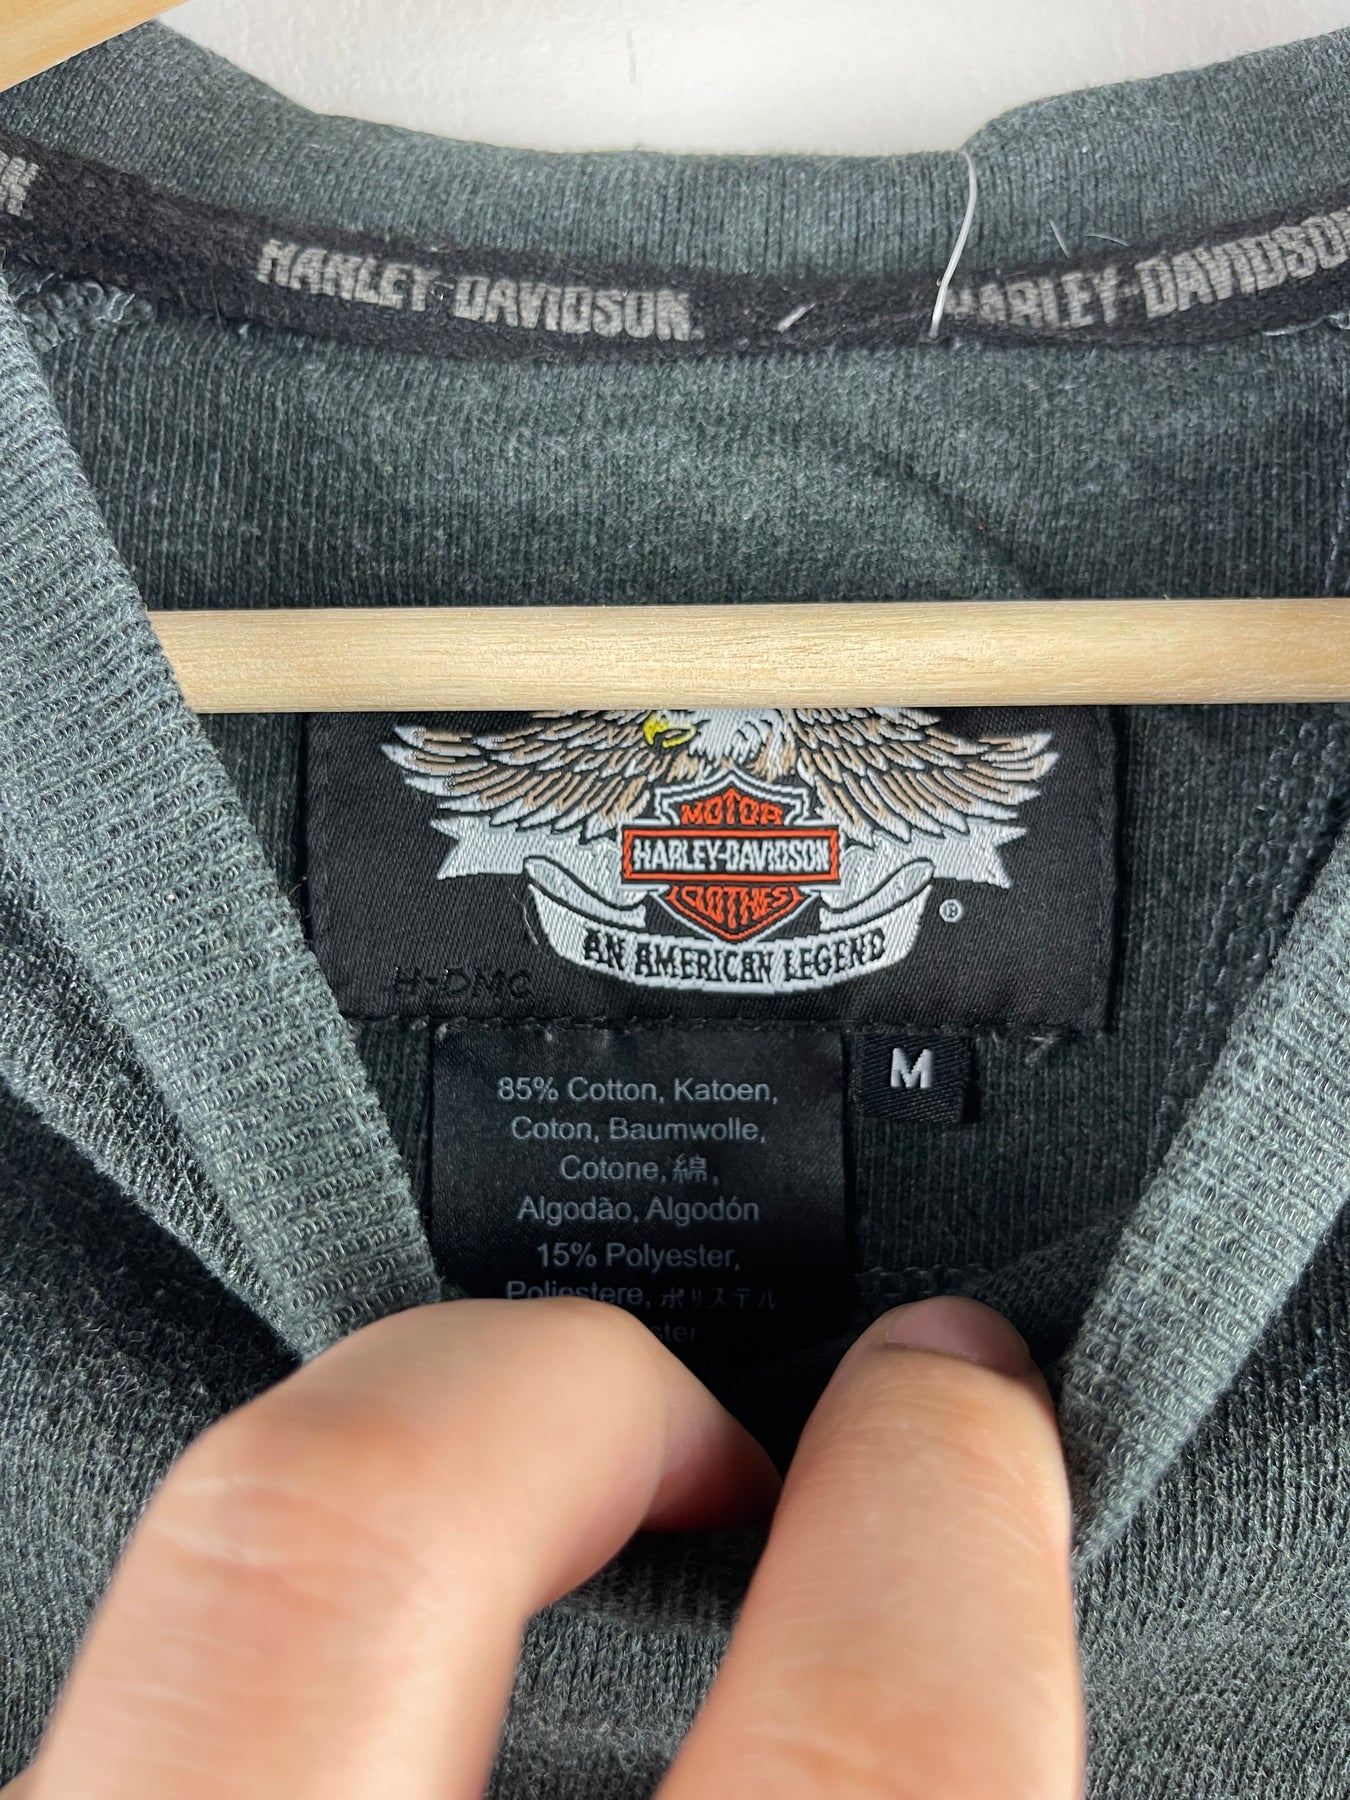 N
HARLEY-DAVIDSON
HARLEY-DAVIDSON
MOTOR
HARLEY-DAVIDSON
CLOTHES
®
AN AMERICAN LEGEND
H-DMC
M
85% Cotton, Katoen,
Coton, Baumwolle,
Cotone, 綿,
Algodão, Algodón
15% Polyester,
Poliestere, ポリステル